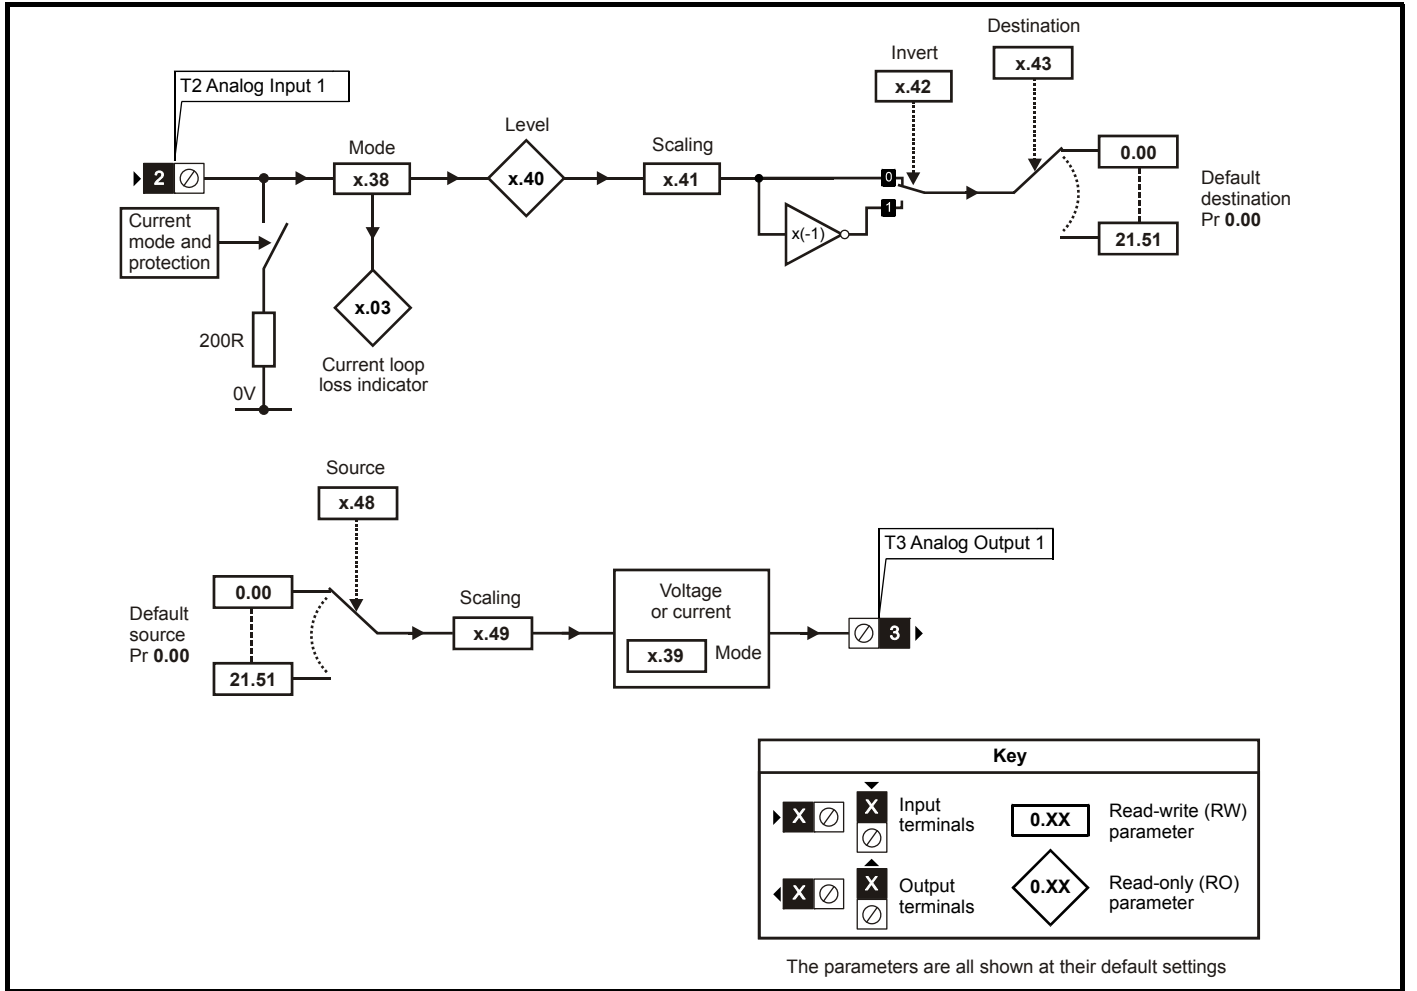 Destination
x.43
Invert
x.42
T2 Analog Input 1
Level
Mode
Scaling
2
x.38
x.40
x.41
0
1
x(-1)
0.00
21.51
Default
destination
Pr 0.00
Current
mode and
protection
x.03
200R
Current loop
loss indicator
0V
Source
x.48
T3 Analog Output 1
0.00
21.51
Default
source
Pr 0.00
Scaling
x.49
Voltage
or current
x.39
Mode
3
Key
X
X
Input
terminals
0.XX
Read-write (RW)
parameter
X
X
Output
terminals
0.XX
Read-only (RO)
parameter
The parameters are all shown at their default settings